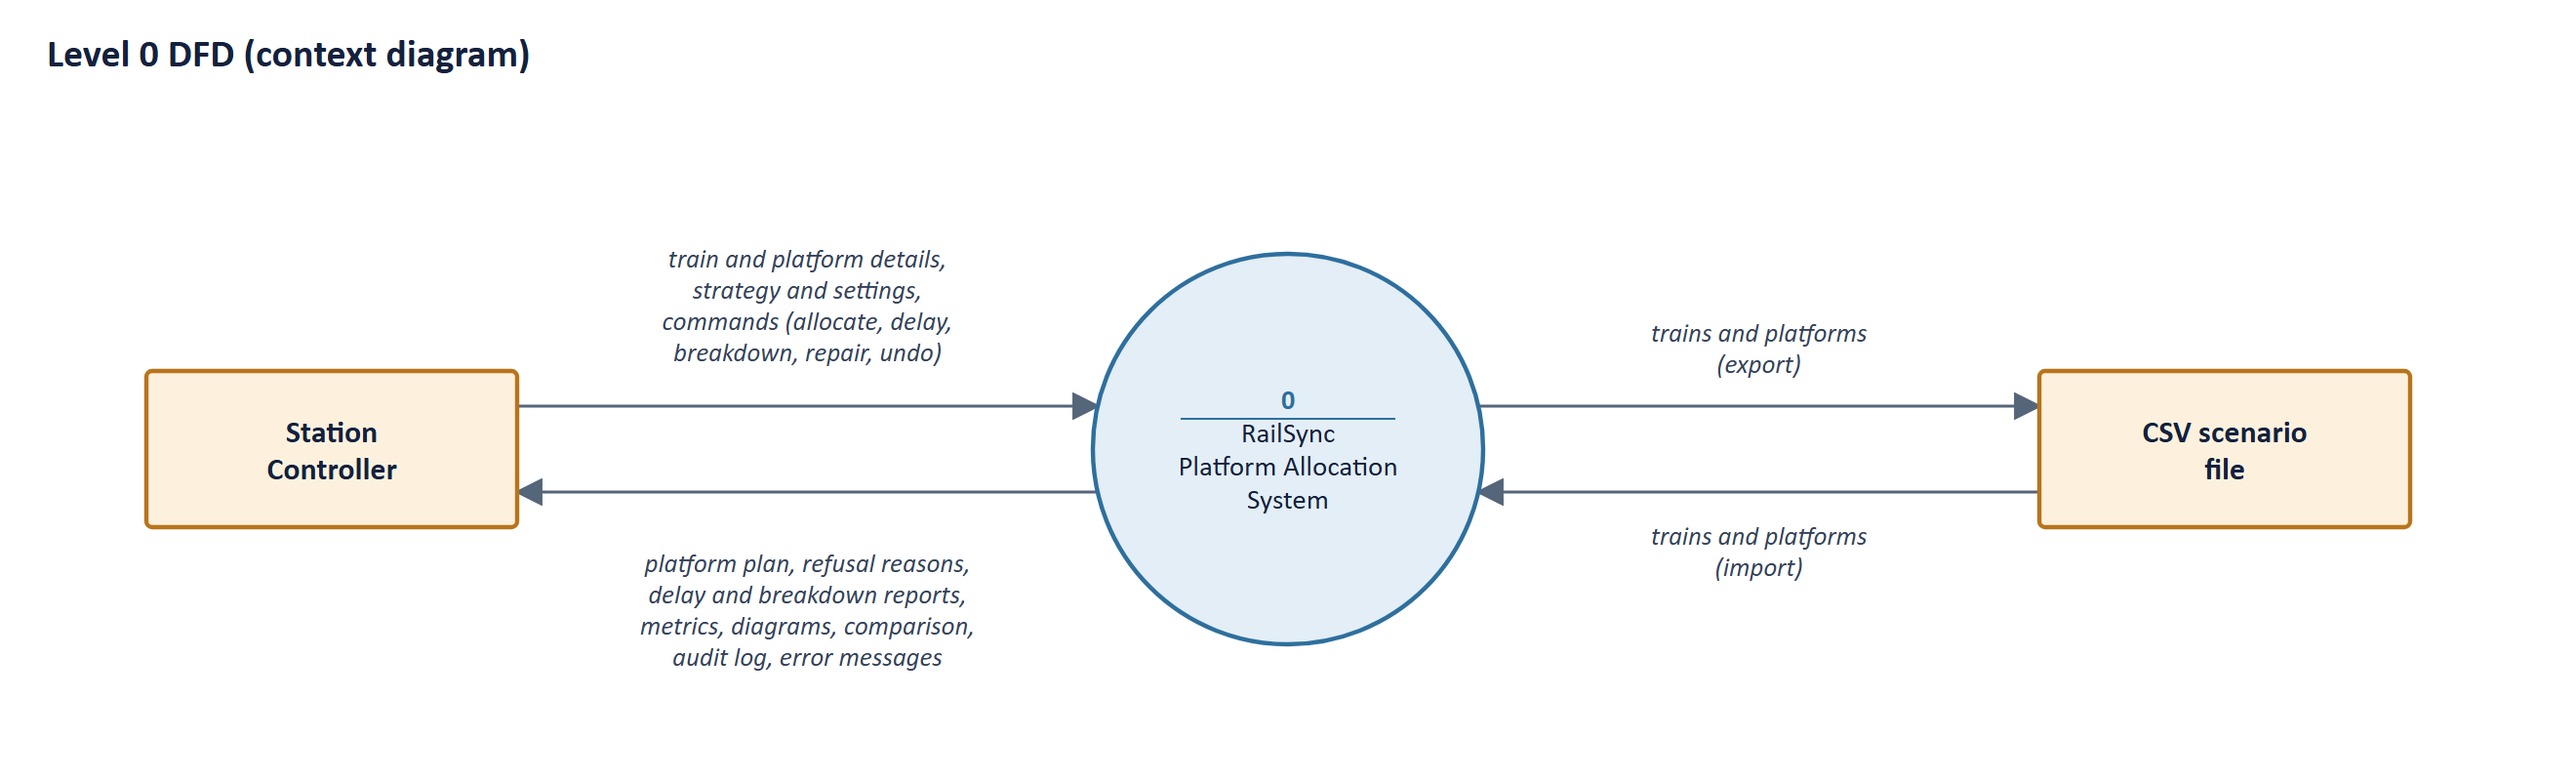 Level 0 DFD (context diagram)
train and platform details,
strategy and settings,
commands (allocate, delay,
breakdown, repair, undo)
trains and platforms
(export)
Station
Controller
0
RailSync
Platform Allocation
System
CSV scenario
file
platform plan, refusal reasons,
delay and breakdown reports,
metrics, diagrams, comparison,
audit log, error messages
trains and platforms
(import)